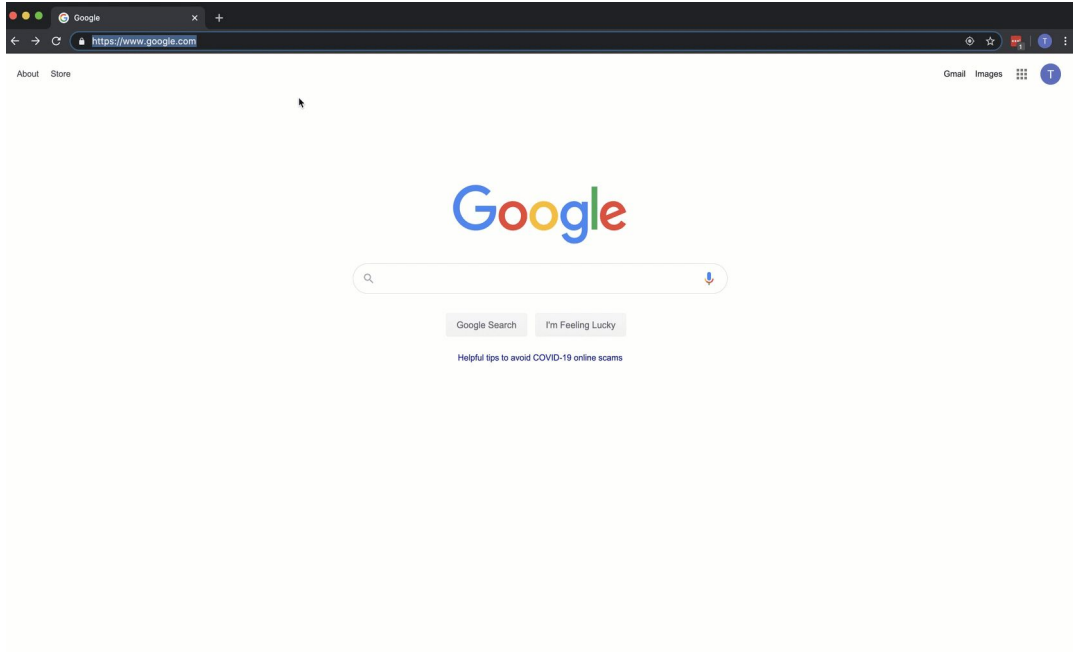 Google
https://www.google.com
T
About Store
Gmail Images T
Google
Google Search I'm Feeling Lucky
Helpful tips to avoid COVID-19 online scams